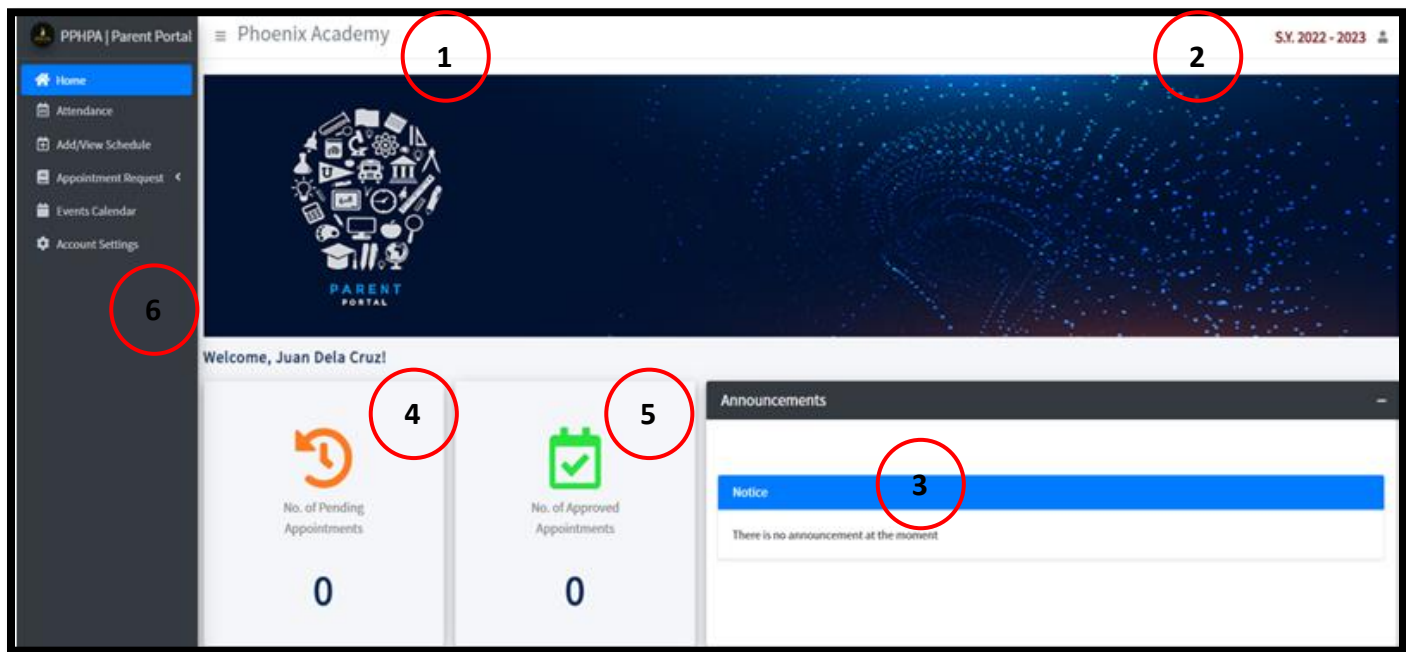 PPHPA | Parent Portal
Phoenix Academy
1
2
S.Y. 2022 - 2023
Home
Attendance
Add/View Schedule
Appointment Request
Events Calendar
Account Settings
6
PARENT
PORTAL
Welcome, Juan Dela Cruz!
4
No. of Pending
Appointments
0
5
No. of Approved
Appointments
0
Announcements
3
Notice
There is no announcement at the moment